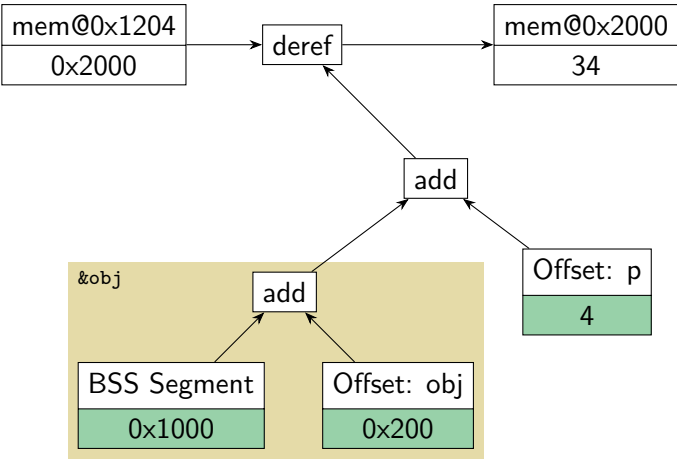 mem@0x1204
0x2000
deref
mem@0x2000
34
add
Offset: p
4
&obj
add
BSS Segment
0x1000
Offset: obj
0x200